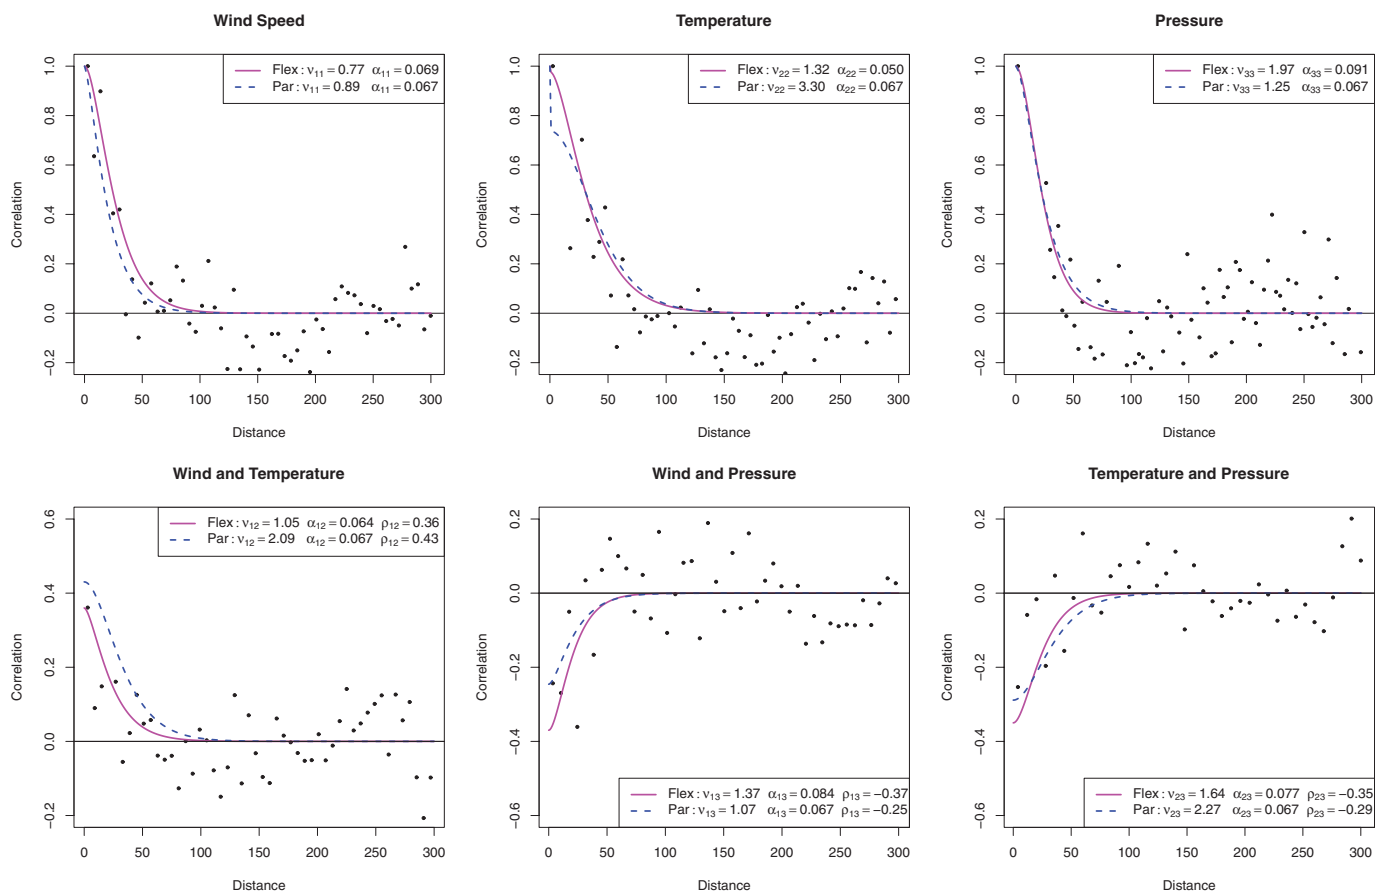 Wind Speed
Flex : ν11 = 0.77 α11 = 0.069
Par : ν11 = 0.89 α11 = 0.067
Correlation
1.0
0.8
0.6
0.4
0.2
0.0
−0.2
0 50 100 150 200 250 300
Distance
Temperature
Flex : ν22 = 1.32 α22 = 0.050
Par : ν22 = 3.30 α22 = 0.067
Correlation
1.0
0.8
0.6
0.4
0.2
0.0
−0.2
0 50 100 150 200 250 300
Distance
Pressure
Flex : ν33 = 1.97 α33 = 0.091
Par : ν33 = 1.25 α33 = 0.067
Correlation
1.0
0.8
0.6
0.4
0.2
0.0
−0.2
0 50 100 150 200 250 300
Distance
Wind and Temperature
Flex : ν12 = 1.05 α12 = 0.064 ρ12 = 0.36
Par : ν12 = 2.09 α12 = 0.067 ρ12 = 0.43
Correlation
0.6
0.4
0.2
0.0
−0.2
0 50 100 150 200 250 300
Distance
Wind and Pressure
Correlation
0.2
0.0
−0.2
−0.4
−0.6
Flex : ν13 = 1.37 α13 = 0.084 ρ13 = −0.37
Par : ν13 = 1.07 α13 = 0.067 ρ13 = −0.25
0 50 100 150 200 250 300
Distance
Temperature and Pressure
Correlation
0.2
0.0
−0.2
−0.4
−0.6
Flex : ν23 = 1.64 α23 = 0.077 ρ23 = −0.35
Par : ν23 = 2.27 α23 = 0.067 ρ23 = −0.29
0 50 100 150 200 250 300
Distance